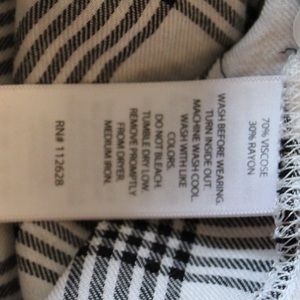 70% VISCOSE
30% RAYON
WASH BEFORE WEARING.
TURN INSIDE OUT.
MACHINE WASH COOL.
WASH WITH LIKE
COLORS.
DO NOT BLEACH.
TUMBLE DRY LOW.
REMOVE PROMPTLY
FROM DRYER.
MEDIUM IRON.
RN# 112628